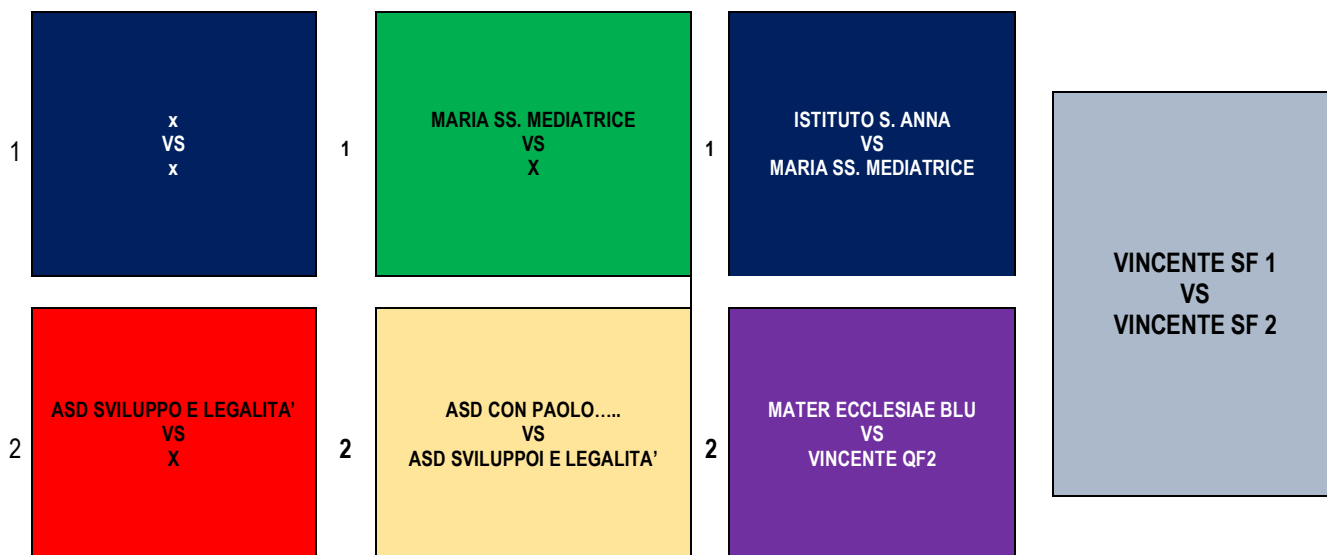 1
x
VS
x
1
MARIA SS. MEDIATRICE
VS
X
1
ISTITUTO S. ANNA
VS
MARIA SS. MEDIATRICE
VINCENTE SF 1
VS
VINCENTE SF 2
2
ASD SVILUPPO E LEGALITA'
VS
X
2
ASD CON PAOLO…..
VS
ASD SVILUPPOI E LEGALITA'
2
MATER ECCLESIAE BLU
VS
VINCENTE QF2